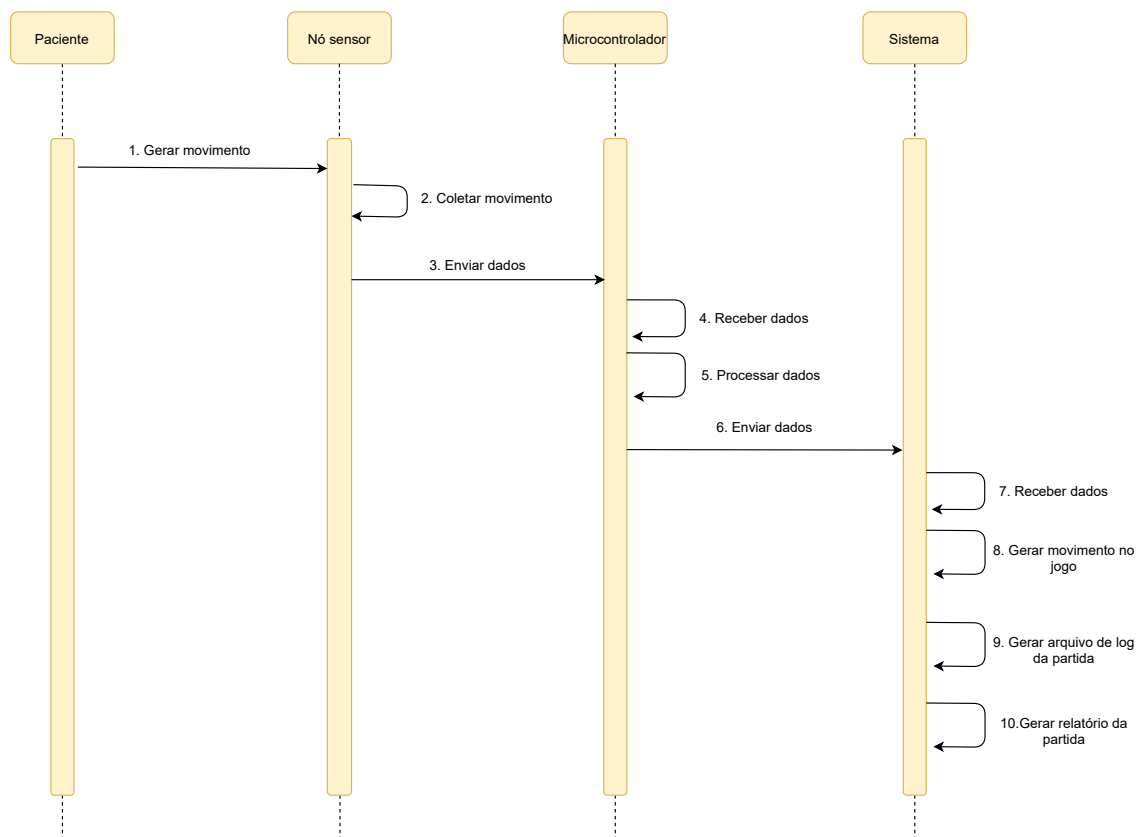 Paciente
Nó sensor
Microcontrolador
Sistema
1. Gerar movimento
2. Coletar movimento
3. Enviar dados
4. Receber dados
5. Processar dados
6. Enviar dados
7. Receber dados
8. Gerar movimento no
jogo
9. Gerar arquivo de log
da partida
10.Gerar relatório da
partida